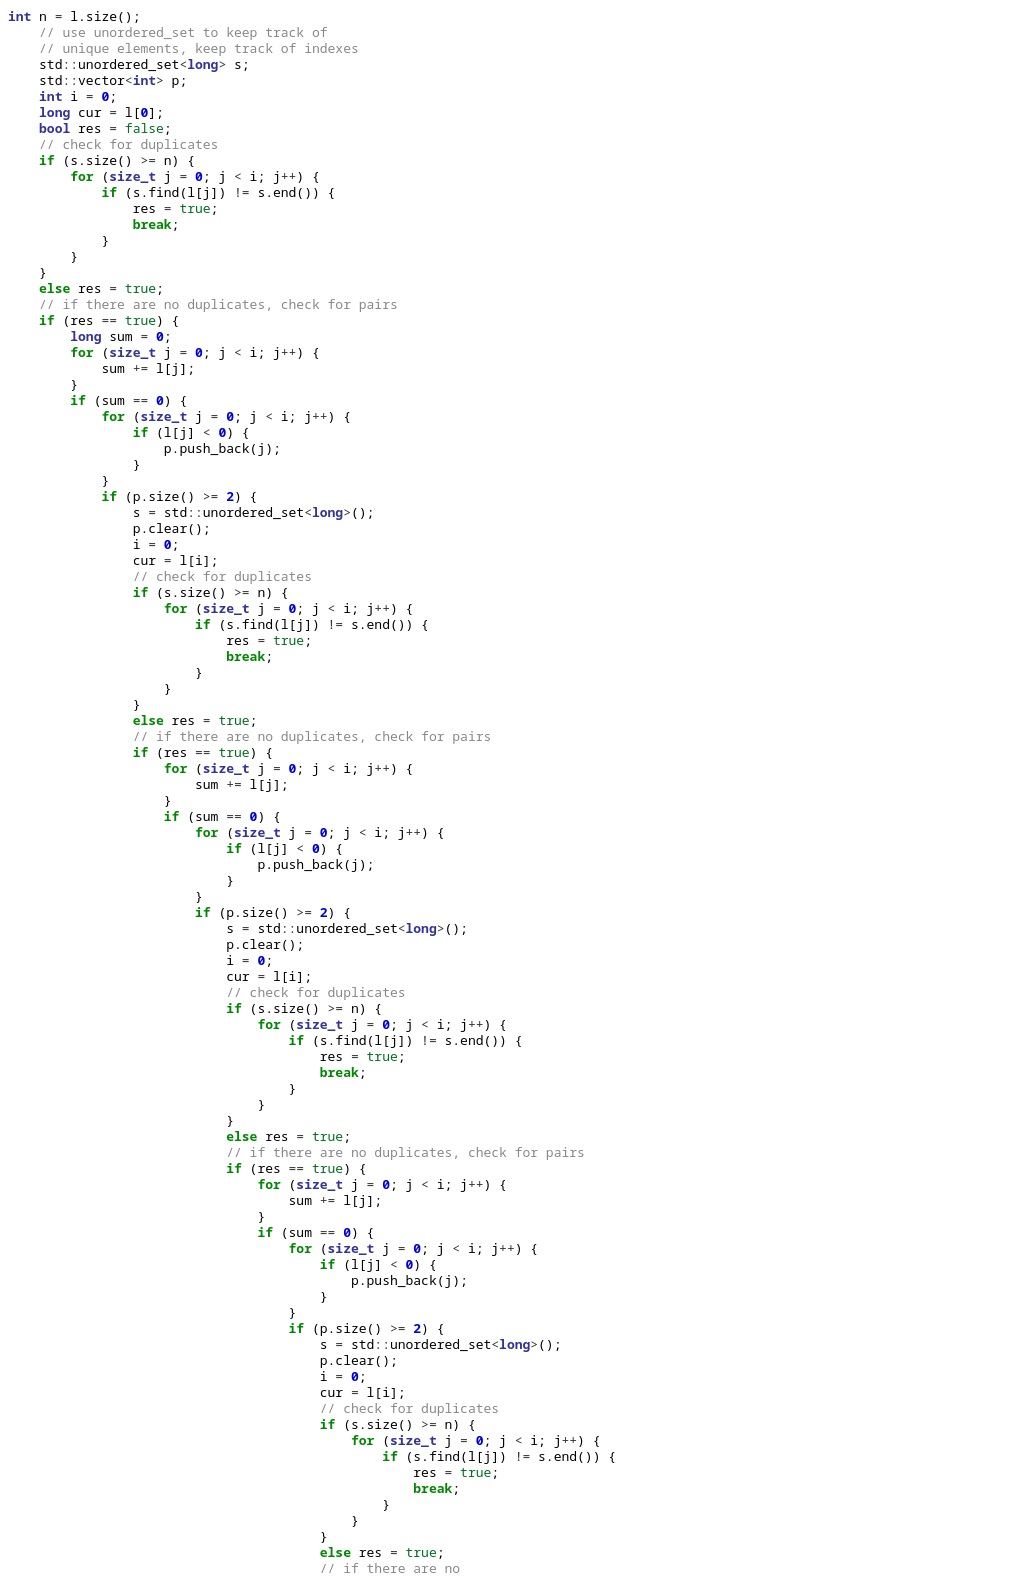 int n = l.size();
    // use unordered_set to keep track of
    // unique elements, keep track of indexes
    std::unordered_set<long> s;
    std::vector<int> p;
    int i = 0;
    long cur = l[0];
    bool res = false;
    // check for duplicates
    if (s.size() >= n) {
        for (size_t j = 0; j < i; j++) {
            if (s.find(l[j]) != s.end()) {
                res = true;
                break;
            }
        }
    }
    else res = true;
    // if there are no duplicates, check for pairs
    if (res == true) {
        long sum = 0;
        for (size_t j = 0; j < i; j++) {
            sum += l[j];
        }
        if (sum == 0) {
            for (size_t j = 0; j < i; j++) {
                if (l[j] < 0) {
                    p.push_back(j);
                }
            }
            if (p.size() >= 2) {
                s = std::unordered_set<long>();
                p.clear();
                i = 0;
                cur = l[i];
                // check for duplicates
                if (s.size() >= n) {
                    for (size_t j = 0; j < i; j++) {
                        if (s.find(l[j]) != s.end()) {
                            res = true;
                            break;
                        }
                    }
                }
                else res = true;
                // if there are no duplicates, check for pairs
                if (res == true) {
                    for (size_t j = 0; j < i; j++) {
                        sum += l[j];
                    }
                    if (sum == 0) {
                        for (size_t j = 0; j < i; j++) {
                            if (l[j] < 0) {
                                p.push_back(j);
                            }
                        }
                        if (p.size() >= 2) {
                            s = std::unordered_set<long>();
                            p.clear();
                            i = 0;
                            cur = l[i];
                            // check for duplicates
                            if (s.size() >= n) {
                                for (size_t j = 0; j < i; j++) {
                                    if (s.find(l[j]) != s.end()) {
                                        res = true;
                                        break;
                                    }
                                }
                            }
                            else res = true;
                            // if there are no duplicates, check for pairs
                            if (res == true) {
                                for (size_t j = 0; j < i; j++) {
                                    sum += l[j];
                                }
                                if (sum == 0) {
                                    for (size_t j = 0; j < i; j++) {
                                        if (l[j] < 0) {
                                            p.push_back(j);
                                        }
                                    }
                                    if (p.size() >= 2) {
                                        s = std::unordered_set<long>();
                                        p.clear();
                                        i = 0;
                                        cur = l[i];
                                        // check for duplicates
                                        if (s.size() >= n) {
                                            for (size_t j = 0; j < i; j++) {
                                                if (s.find(l[j]) != s.end()) {
                                                    res = true;
                                                    break;
                                                }
                                            }
                                        }
                                        else res = true;
                                        // if there are no